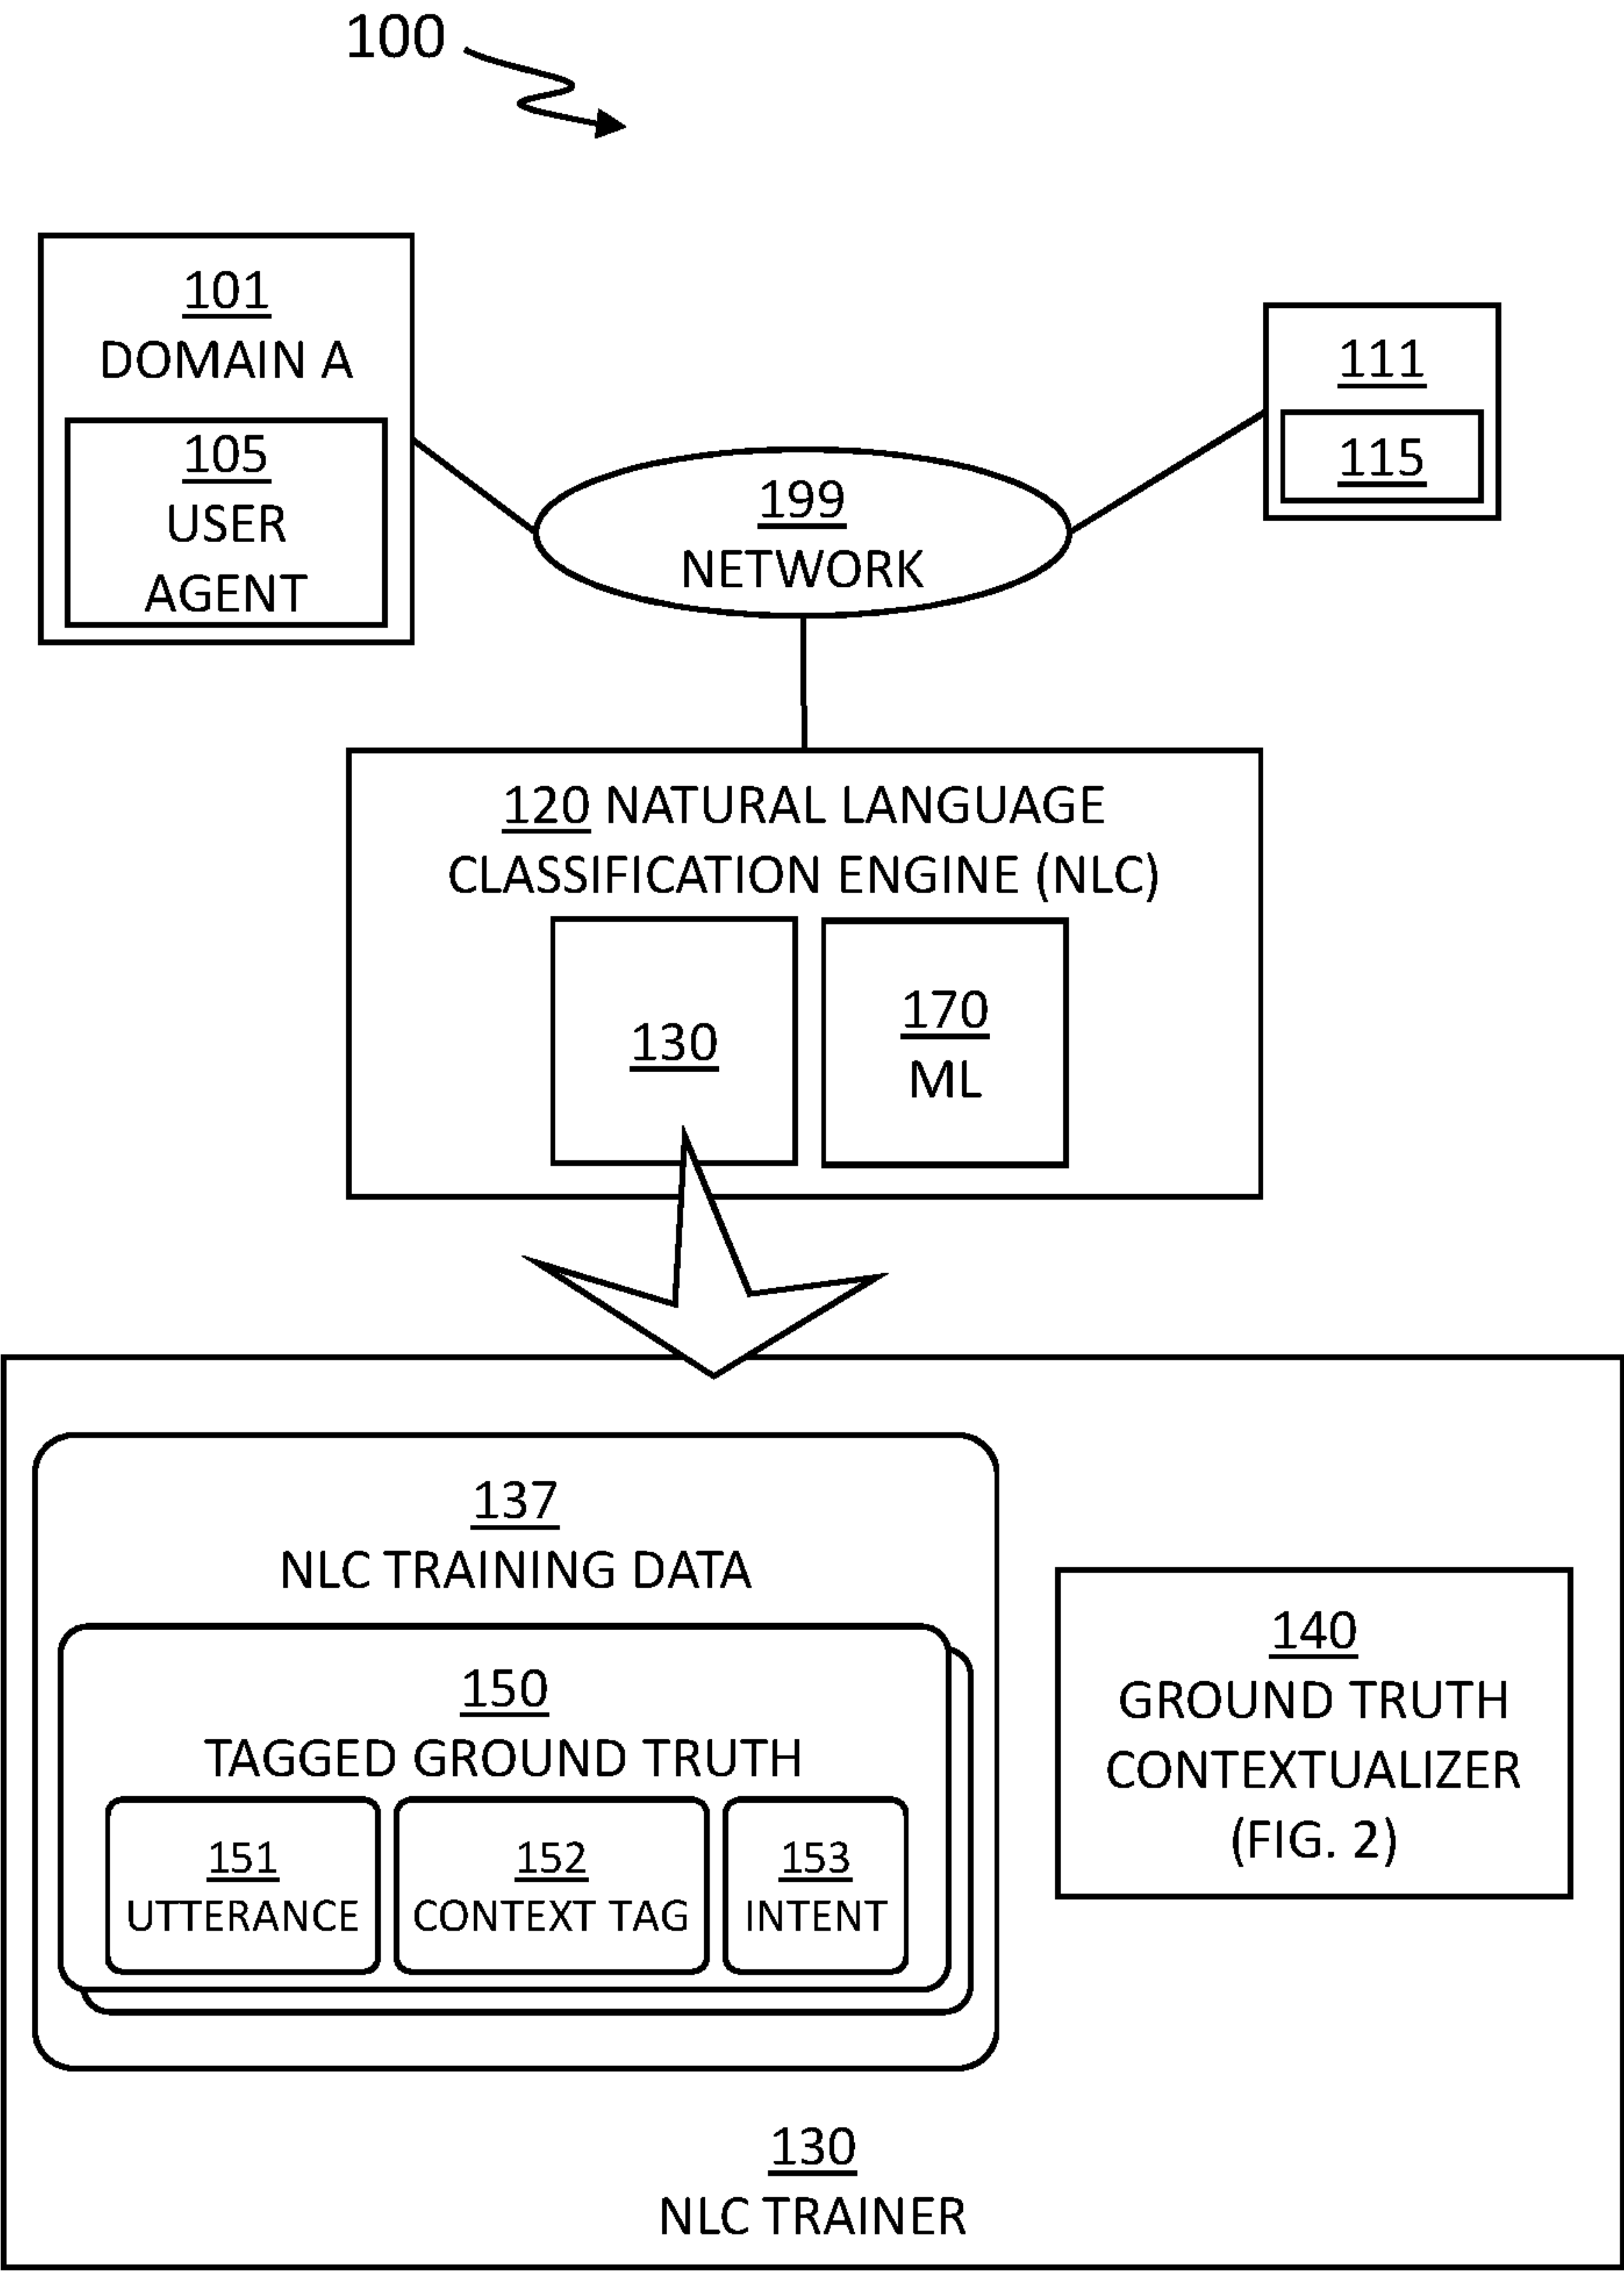 100
101
DOMAIN A
105
USER
AGENT
111
115
199
NETWORK
120 NATURAL LANGUAGE
CLASSIFICATION ENGINE (NLC)
130
170
ML
137
NLC TRAINING DATA
150
TAGGED GROUND TRUTH
151
UTTERANCE
152
CONTEXT TAG
153
INTENT
140
GROUND TRUTH
CONTEXTUALIZER
(FIG. 2)
130
NLC TRAINER